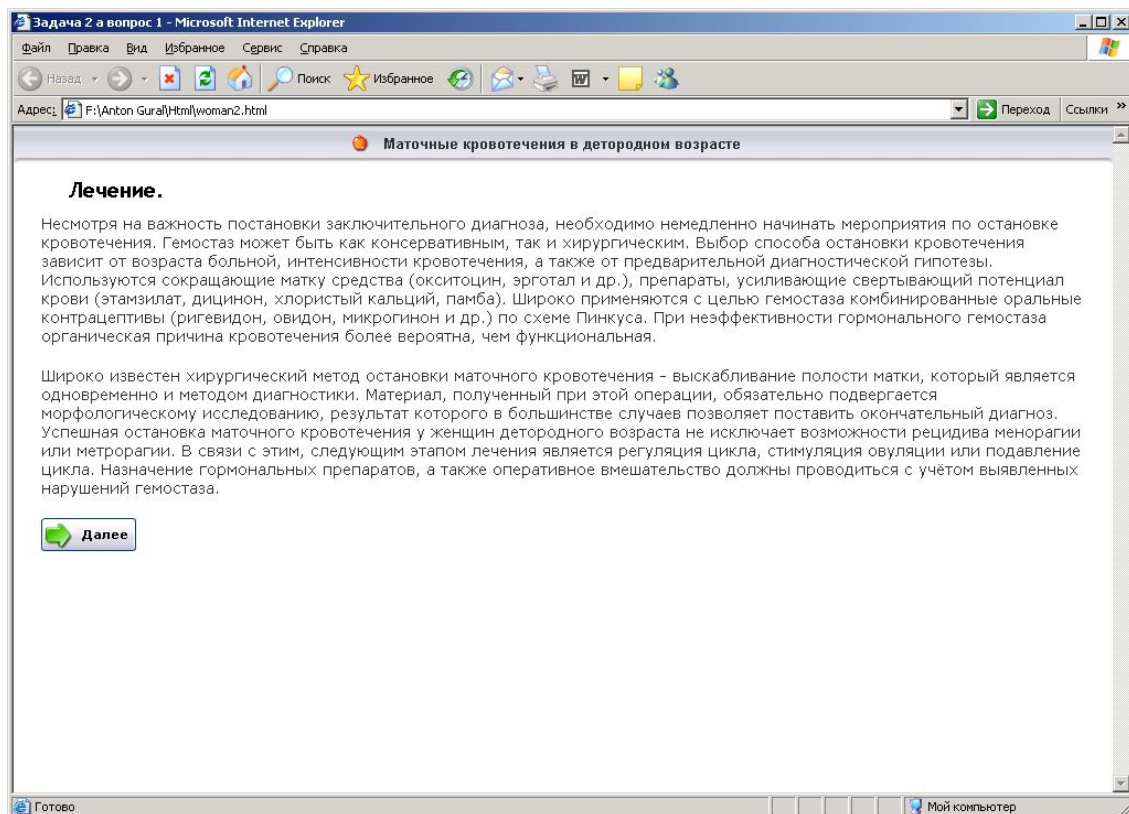 Задача 2 а вопрос 1 - Microsoft Internet Explorer
Файл Правка Вид Избранное Сервис Справка
Назад Поиск Избранное
Адрес: F:\Anton Gural\Html\woman2.html Переход Ссылки »
Маточные кровотечения в детородном возрасте
Лечение.
Несмотря на важность постановки заключительного диагноза, необходимо немедленно начинать мероприятия по остановке
кровотечения. Гемостаз может быть как консервативным, так и хирургическим. Выбор способа остановки кровотечения
зависит от возраста больной, интенсивности кровотечения, а также от предварительной диагностической гипотезы.
Используются сокращающие матку средства (окситоцин, эрготал и др.), препараты, усиливающие свертывающий потенциал
крови (этамзилат, дицинон, хлористый кальций, памба). Широко применяются с целью гемостаза комбинированные оральные
контрацептивы (ригевидон, овидон, микрогинон и др.) по схеме Пинкуса. При неэффективности гормонального гемостаза
органическая причина кровотечения более вероятна, чем функциональная.
Широко известен хирургический метод остановки маточного кровотечения – выскабливание полости матки, который является
одновременно и методом диагностики. Материал, полученный при этой операции, обязательно подвергается
морфологическому исследованию, результат которого в большинстве случаев позволяет поставить окончательный диагноз.
Успешная остановка маточного кровотечения у женщин детородного возраста не исключает возможности рецидива менорагии
или метрорагии. В связи с этим, следующим этапом лечения является регуляция цикла, стимуляция овуляции или подавление
цикла. Назначение гормональных препаратов, а также оперативное вмешательство должны проводиться с учётом выявленных
нарушений гемостаза.
Далее
Готово Мой компьютер